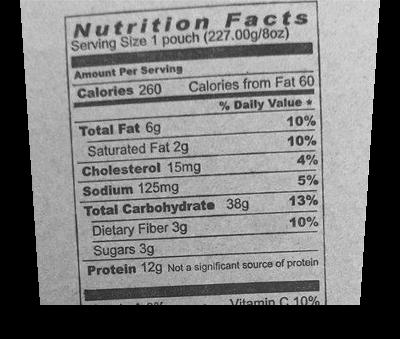 Nutrition Facts
Serving Size 1 pouch (227.00g/8oz)
Amount Per Serving
Calories 260 Calories from Fat 60
% Daily Value *
Total Fat 6g 10%
Saturated Fat 2g 10%
Cholesterol 15mg 4%
Sodium 125mg 5%
Total Carbohydrate 38g 13%
Dietary Fiber 3g 10%
Sugars 3g
Protein 12g Not a significant source of protein
Vitamin C 10%